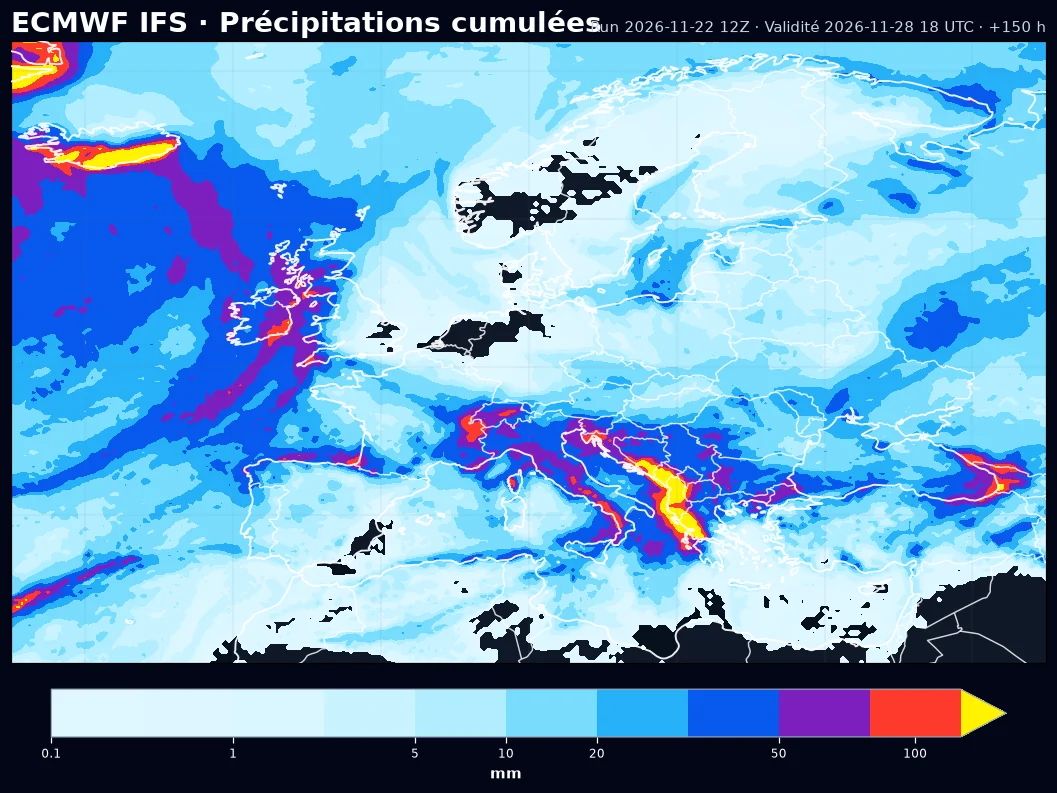 ECMWF IFS · Précipitations cumulées
Run 2026-11-22 12Z · Validité 2026-11-28 18 UTC · +150 h
0.1 1 5 10 20 50 100
mm